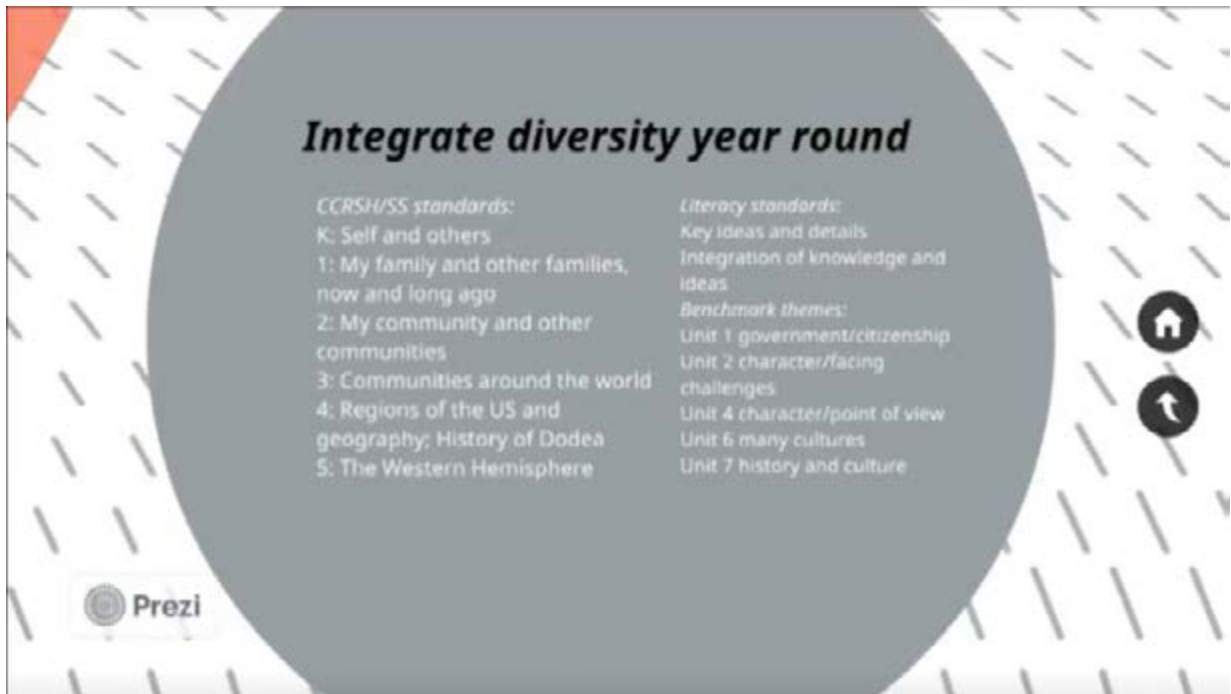 Integrate diversity year round
CCRSH/SS standards:
K: Self and others
1: My family and other families,
now and long ago
2: My community and other
communities
3: Communities around the world
4: Regions of the US and
geography; History of Dodea
5: The Western Hemisphere
Literacy standards:
Key ideas and details
Integration of knowledge and
ideas
Benchmark themes:
Unit 1 government/citizenship
Unit 2 character/facing
challenges
Unit 4 character/point of view
Unit 6 many cultures
Unit 7 history and culture
Prezi